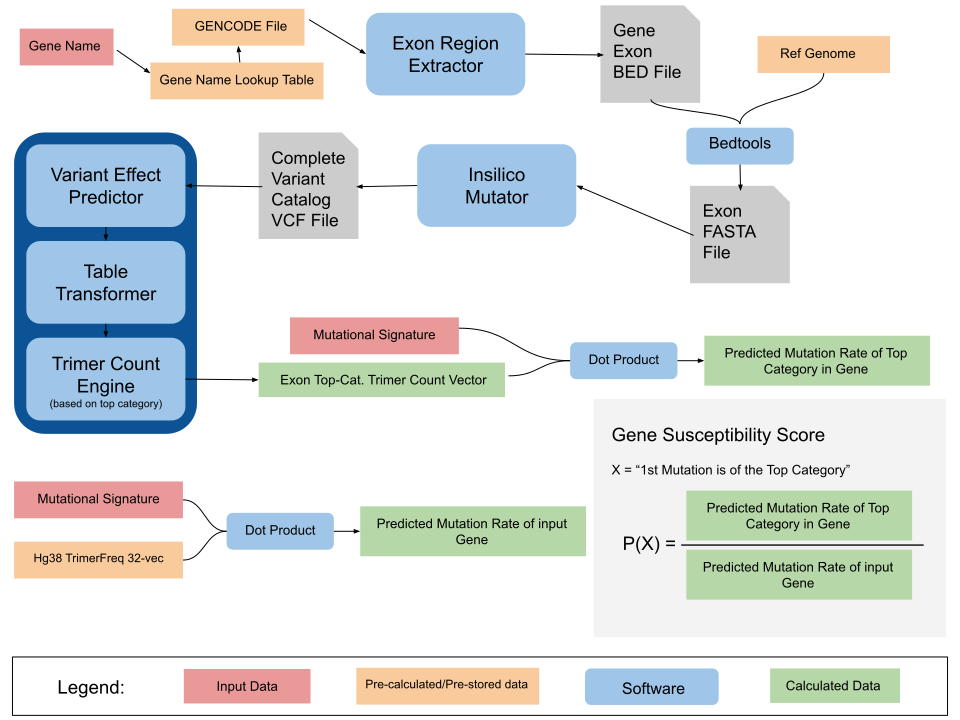 Gene Name
GENCODE File
Gene Name Lookup Table
Exon Region
Extractor
Gene
Exon
BED File
Ref Genome
Bedtools
Exon
FASTA
File
Insilico
Mutator
Complete
Variant
Catalog
VCF File
Variant Effect
Predictor
Table
Transformer
Trimer Count
Engine
(based on top category)
Mutational Signature
Exon Top-Cat. Trimer Count Vector
Dot Product
Predicted Mutation Rate of Top
Category in Gene
Mutational Signature
Hg38 TrimerFreq 32-vec
Dot Product
Predicted Mutation Rate of input
Gene
Gene Susceptibility Score
X = “1st Mutation is of the Top Category”
P(X) =
Predicted Mutation Rate of Top
Category in Gene
Predicted Mutation Rate of input
Gene
Legend:
Input Data
Pre-calculated/Pre-stored data
Software
Calculated Data